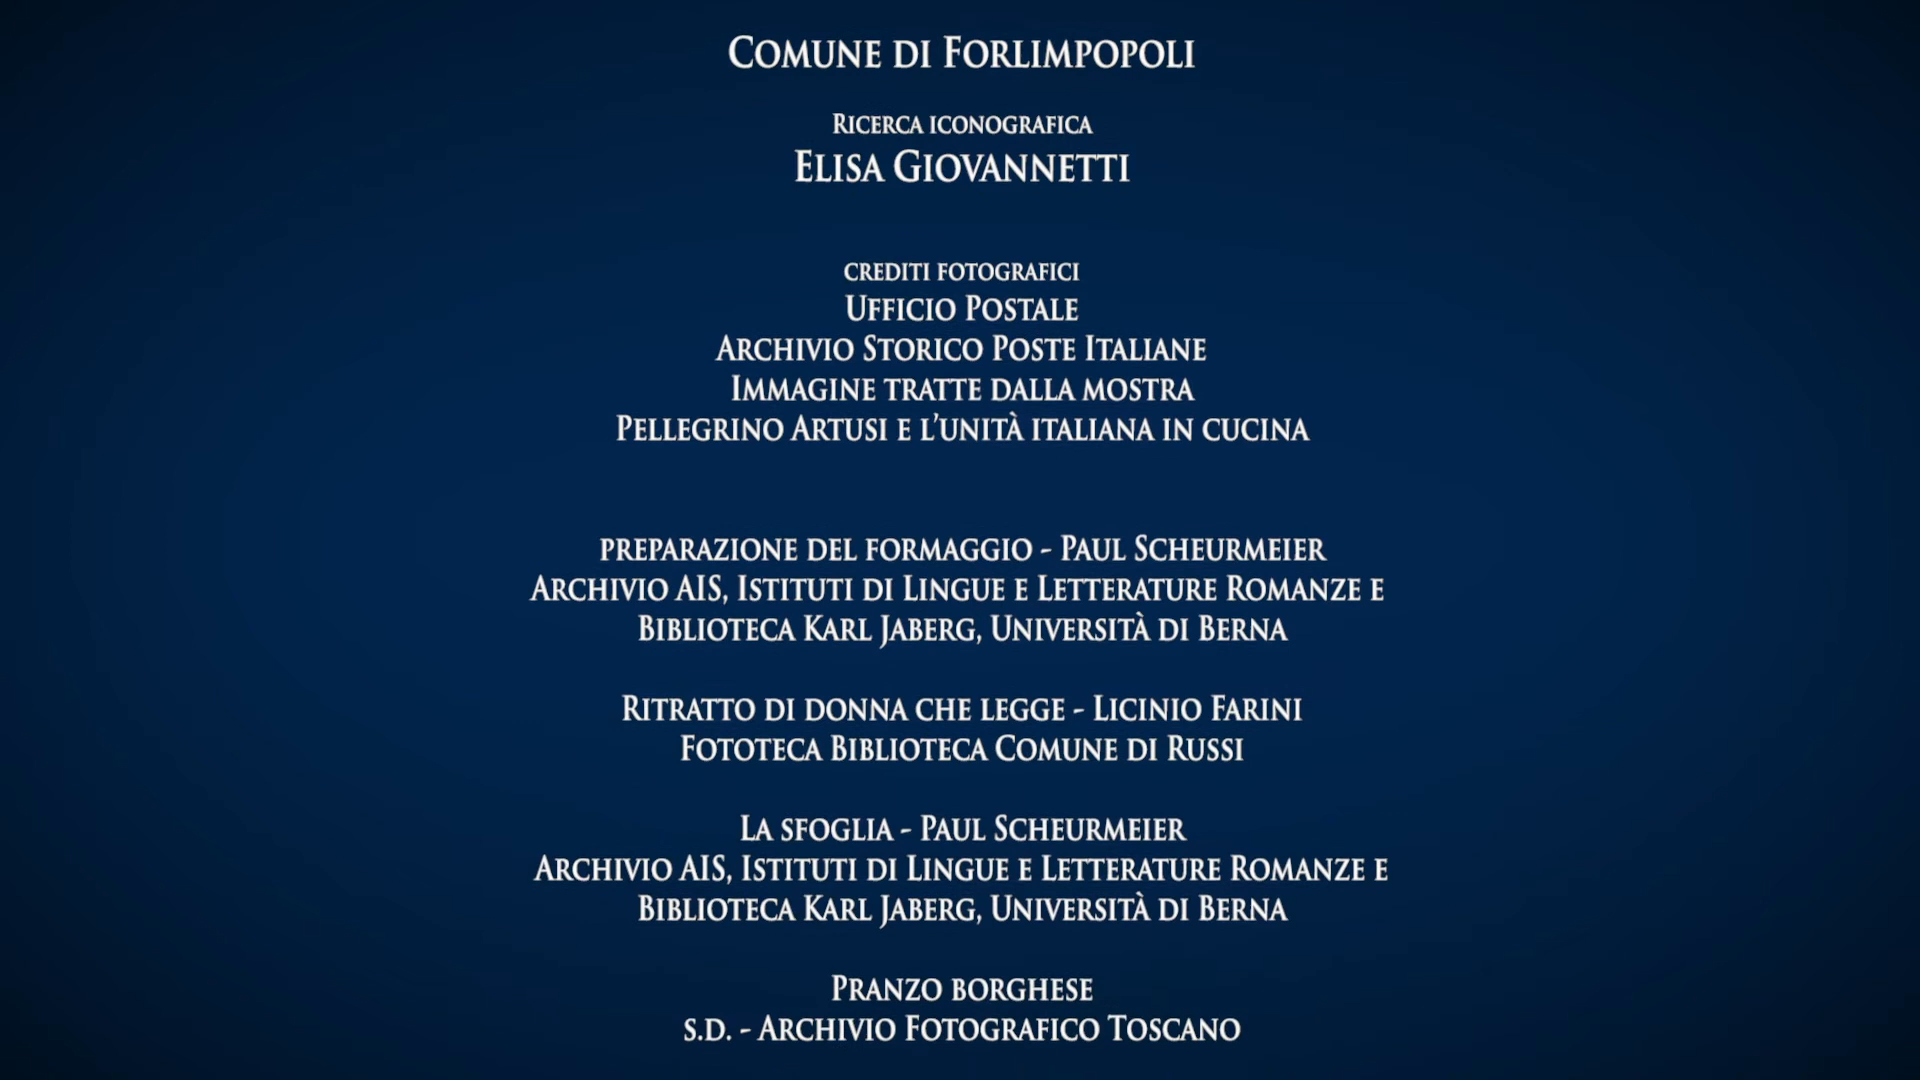 Comune di Forlimpopoli
Ricerca iconografica
Elisa Giovannetti
crediti fotografici
Ufficio Postale
Archivio Storico Poste Italiane
Immagine tratte dalla mostra
Pellegrino Artusi e l'unità italiana in cucina
preparazione del formaggio - Paul Scheurmeier
Archivio AIS, Istituti di Lingue e Letterature Romanze e
Biblioteca Karl Jaberg, Università di Berna
Ritratto di donna che legge - Licinio Farini
Fototeca Biblioteca Comune di Russi
La sfoglia - Paul Scheurmeier
Archivio AIS, Istituti di Lingue e Letterature Romanze e
Biblioteca Karl Jaberg, Università di Berna
Pranzo borghese
s.d. - Archivio Fotografico Toscano